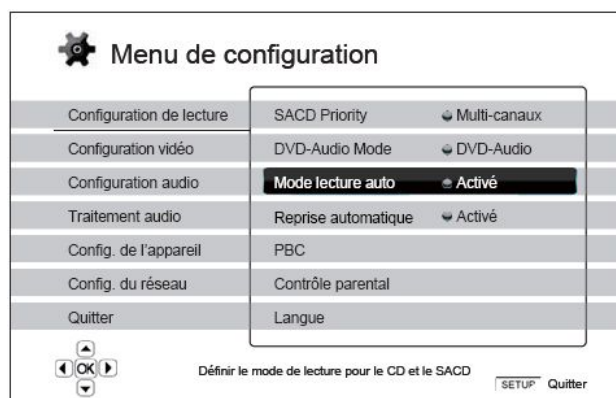 Menu de configuration
Configuration de lecture SACD Priority Multi-canaux
Configuration vidéo DVD-Audio Mode DVD-Audio
Configuration audio Mode lecture auto Activé
Traitement audio Reprise automatique Activé
Config. de l'appareil PBC
Config. du réseau Contrôle parental
Quitter Langue
OK Définir le mode de lecture pour le CD et le SACD
SETUP Quitter